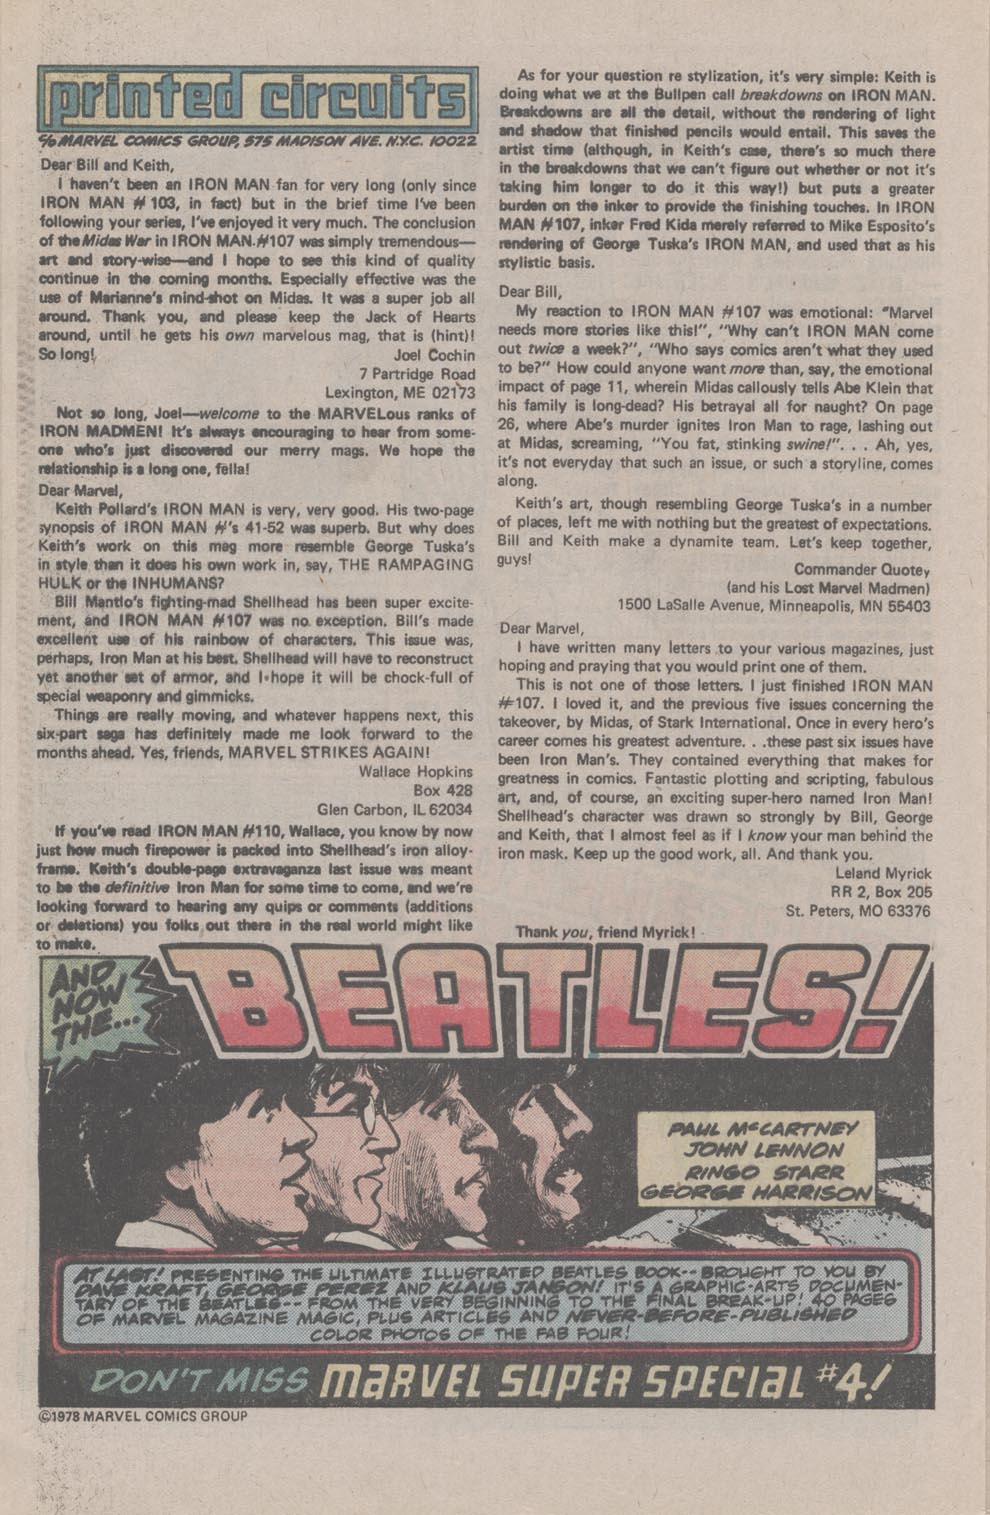 printed circuits
c/o MARVEL COMICS GROUP, 575 MADISON AVE. N.Y.C. 10022
Dear Bill and Keith,
I haven't been an IRON MAN fan for very long (only since
IRON MAN # 103, in fact) but in the brief time I've been
following your series, I've enjoyed it very much. The conclusion
of the Midas War in IRON MAN #107 was simply tremendous—
art and story-wise—and I hope to see this kind of quality
continue in the coming months. Especially effective was the
use of Marianne's mind-shot on Midas. It was a super job all
around. Thank you, and please keep the Jack of Hearts
around, until he gets his own marvelous mag, that is (hint)!
So long!
Joel Cochin
7 Partridge Road
Lexington, ME 02173
Not so long, Joel—welcome to the MARVELous ranks of
IRON MADMEN! It's always encouraging to hear from some-
one who's just discovered our merry mags. We hope the
relationship is a long one, fella!
Dear Marvel,
Keith Pollard's IRON MAN is very, very good. His two-page
synopsis of IRON MAN #'s 41-52 was superb. But why does
Keith's work on this mag more resemble George Tuska's
in style than it does his own work in, say, THE RAMPAGING
HULK or the INHUMANS?
Bill Mantlo's fighting-mad Shellhead has been super excite-
ment, and IRON MAN #107 was no exception. Bill's made
excellent use of his rainbow of characters. This issue was,
perhaps, Iron Man at his best. Shellhead will have to reconstruct
yet another set of armor, and I hope it will be chock-full of
special weaponry and gimmicks.
Things are really moving, and whatever happens next, this
six-part saga has definitely made me look forward to the
months ahead. Yes, friends, MARVEL STRIKES AGAIN!
Wallace Hopkins
Box 428
Glen Carbon, IL 62034
If you've read IRON MAN #110, Wallace, you know by now
just how much firepower is packed into Shellhead's iron alloy-
frame. Keith's double-page extravaganza last issue was meant
to be the definitive Iron Man for some time to come, and we're
looking forward to hearing any quips or comments (additions
or deletions) you folks out there in the real world might like
to make.
As for your question re stylization, it's very simple: Keith is
doing what we at the Bullpen call breakdowns on IRON MAN.
Breakdowns are all the detail, without the rendering of light
and shadow that finished pencils would entail. This saves the
artist time (although, in Keith's case, there's so much there
in the breakdowns that we can't figure out whether or not it's
taking him longer to do it this way!) but puts a greater
burden on the inker to provide the finishing touches. In IRON
MAN #107, inker Fred Kida merely referred to Mike Esposito's
rendering of George Tuska's IRON MAN, and used that as his
stylistic basis.
Dear Bill,
My reaction to IRON MAN #107 was emotional: "Marvel
needs more stories like this!", "Why can't IRON MAN come
out twice a week?", "Who says comics aren't what they used
to be?" How could anyone want more than, say, the emotional
impact of page 11, wherein Midas callously tells Abe Klein that
his family is long-dead? His betrayal all for naught? On page
26, where Abe's murder ignites Iron Man to rage, lashing out
at Midas, screaming, "You fat, stinking swine!". . . Ah, yes,
it's not everyday that such an issue, or such a storyline, comes
along.
Keith's art, though resembling George Tuska's in a number
of places, left me with nothing but the greatest of expectations.
Bill and Keith make a dynamite team. Let's keep together,
guys!
Commander Quotey
(and his Lost Marvel Madmen)
1500 LaSalle Avenue, Minneapolis, MN 55403
Dear Marvel,
I have written many letters to your various magazines, just
hoping and praying that you would print one of them.
This is not one of those letters. I just finished IRON MAN
#107. I loved it, and the previous five issues concerning the
takeover, by Midas, of Stark International. Once in every hero's
career comes his greatest adventure. . .these past six issues have
been Iron Man's. They contained everything that makes for
greatness in comics. Fantastic plotting and scripting, fabulous
art, and, of course, an exciting super-hero named Iron Man!
Shellhead's character was drawn so strongly by Bill, George
and Keith, that I almost feel as if I know your man behind the
iron mask. Keep up the good work, all. And thank you.
Leland Myrick
RR 2, Box 205
St. Peters, MO 63376
Thank you, friend Myrick!
AND NOW THE...
BEATLES!
PAUL McCARTNEY
JOHN LENNON
RINGO STARR
GEORGE HARRISON
AT LAST! PRESENTING THE ULTIMATE ILLUSTRATED BEATLES BOOK-- BROUGHT TO YOU BY
DAVE KRAFT, GEORGE PEREZ AND KLAUS JANSON! IT'S A GRAPHIC-ARTS DOCUMEN-
TARY OF THE BEATLES-- FROM THE VERY BEGINNING TO THE FINAL BREAK-UP! 40 PAGES
OF MARVEL MAGAZINE MAGIC, PLUS ARTICLES AND NEVER-BEFORE-PUBLISHED
COLOR PHOTOS OF THE FAB FOUR!
DON'T MISS MARVEL SUPER SPECIAL #4!
©1978 MARVEL COMICS GROUP